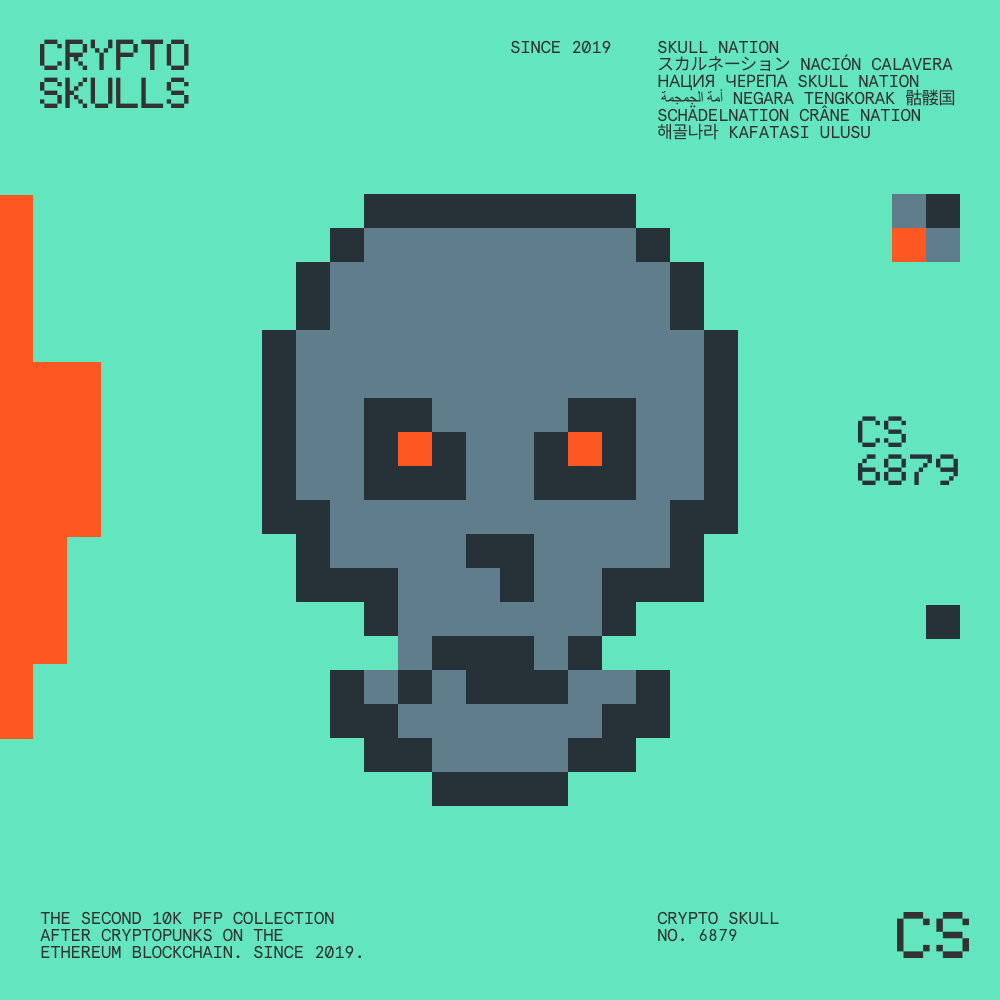 CRYPTO
SKULLS
SINCE 2019
SKULL NATION
スカルネーション NACIÓN CALAVERA
НАЦИЯ ЧЕРЕПА SKULL NATION
أمة الجمجمة NEGARA TENGKORAK 骷髅国
SCHÄDELNATION CRÂNE NATION
해골나라 KAFATASI ULUSU
CS
6879
THE SECOND 10K PFP COLLECTION
AFTER CRYPTOPUNKS ON THE
ETHEREUM BLOCKCHAIN. SINCE 2019.
CRYPTO SKULL
NO. 6879
CS